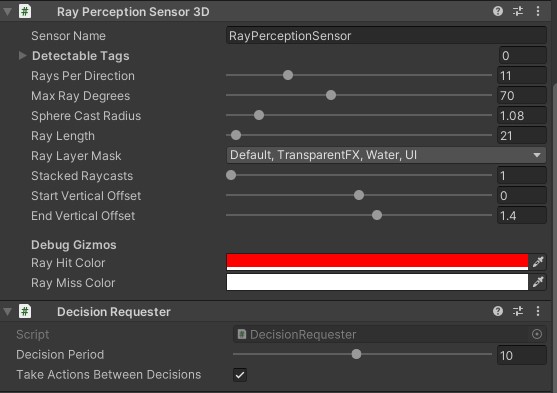 Ray Perception Sensor 3D
Sensor Name RayPerceptionSensor
Detectable Tags 0
Rays Per Direction 11
Max Ray Degrees 70
Sphere Cast Radius 1.08
Ray Length 21
Ray Layer Mask Default, TransparentFX, Water, UI
Stacked Raycasts 1
Start Vertical Offset 0
End Vertical Offset 1.4
Debug Gizmos
Ray Hit Color
Ray Miss Color
Decision Requester
Script DecisionRequester
Decision Period 10
Take Actions Between Decisions